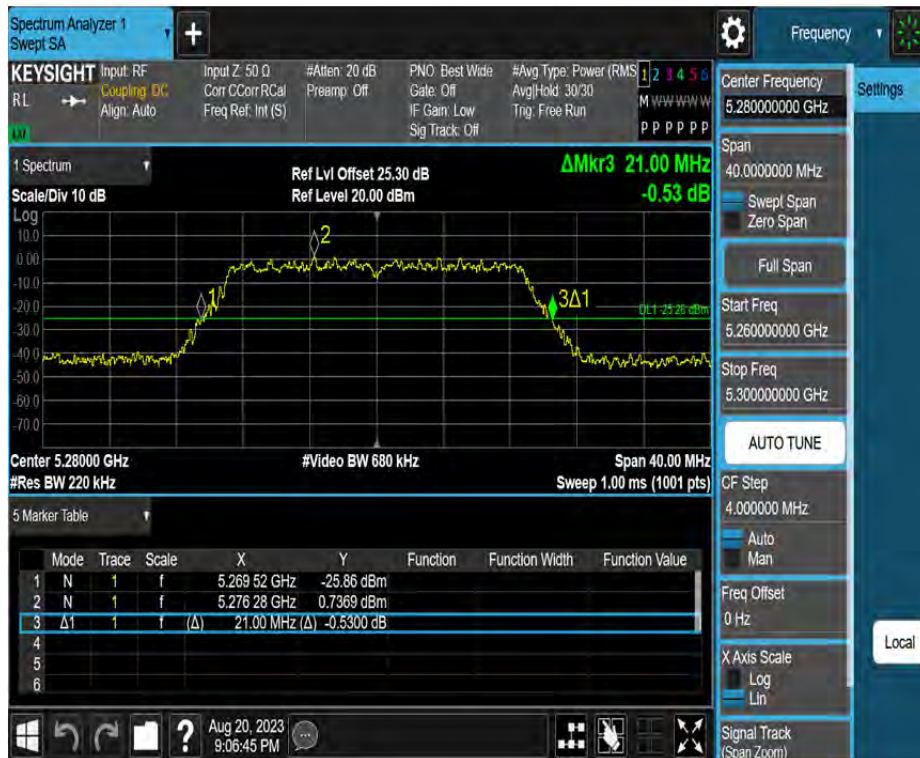 Spectrum Analyzer 1
Swept SA
+
Frequency
KEYSIGHT
RL
Input: RF
Coupling: DC
Align: Auto
Input Z: 50 Ω
Corr CCorr RCal
Freq Ref: Int (S)
#Atten: 20 dB
Preamp: Off
PNO: Best Wide
Gate: Off
IF Gain: Low
Sig Track: Off
#Avg Type: Power (RMS
Avg|Hold: 30/30
Trig: Free Run
1 2 3 4 5 6
M W W W W W
P P P P P P
LXI
1 Spectrum
Scale/Div 10 dB
Ref Lvl Offset 25.30 dB
Ref Level 20.00 dBm
ΔMkr3 21.00 MHz
-0.53 dB
Log
10.0
0.00
-10.0
-20.0
-30.0
-40.0
-50.0
-60.0
-70.0
2
1
3Δ1
DL1 -25.26 dBm
Center 5.28000 GHz
#Video BW 680 kHz
Span 40.00 MHz
#Res BW 220 kHz
Sweep 1.00 ms (1001 pts)
5 Marker Table
Mode Trace Scale X Y Function Function Width Function Value
1 N 1 f 5.269 52 GHz -25.86 dBm
2 N 1 f 5.276 28 GHz 0.7369 dBm
3 Δ1 1 f (Δ) 21.00 MHz (Δ) -0.5300 dB
4
5
6
?
Aug 20, 2023
9:06:45 PM
Center Frequency
5.280000000 GHz
Span
40.0000000 MHz
Swept Span
Zero Span
Full Span
Start Freq
5.260000000 GHz
Stop Freq
5.300000000 GHz
AUTO TUNE
CF Step
4.000000 MHz
Auto
Man
Freq Offset
0 Hz
X Axis Scale
Log
Lin
Signal Track
(Span Zoom)
Settings
Local